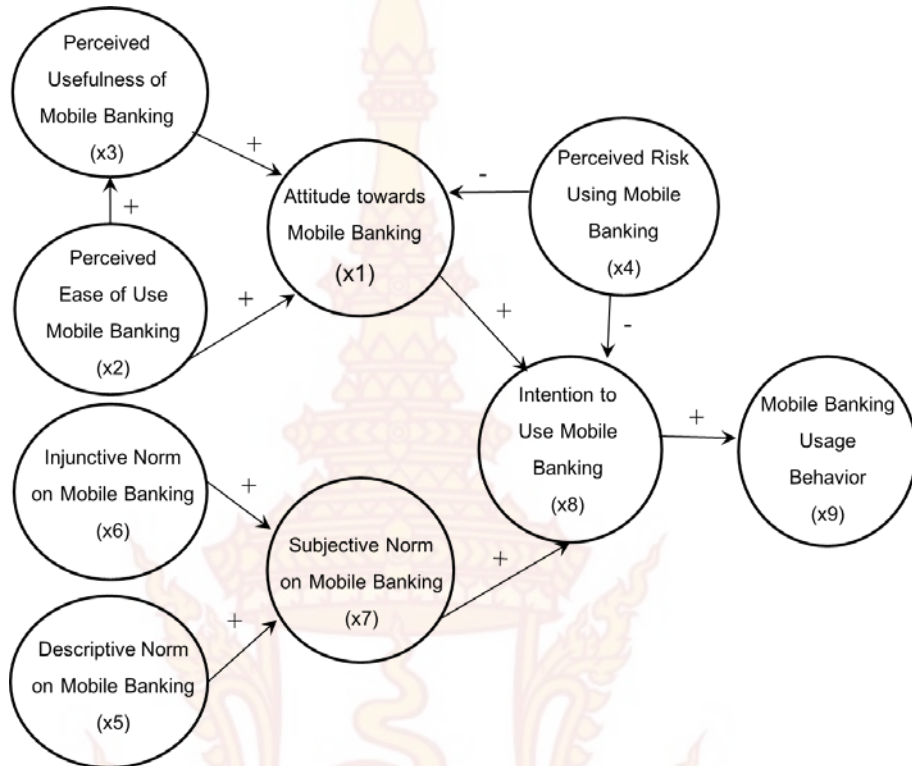 Perceived
Usefulness of
Mobile Banking
(x3)
+
+
Perceived
Ease of Use
Mobile Banking
(x2)
+
Attitude towards
Mobile Banking
(x1)
-
Perceived Risk
Using Mobile
Banking
(x4)
+
-
Injunctive Norm
on Mobile Banking
(x6)
+
Descriptive Norm
on Mobile Banking
(x5)
+
Subjective Norm
on Mobile Banking
(x7)
+
Intention to
Use Mobile
Banking
(x8)
+
Mobile Banking
Usage
Behavior
(x9)